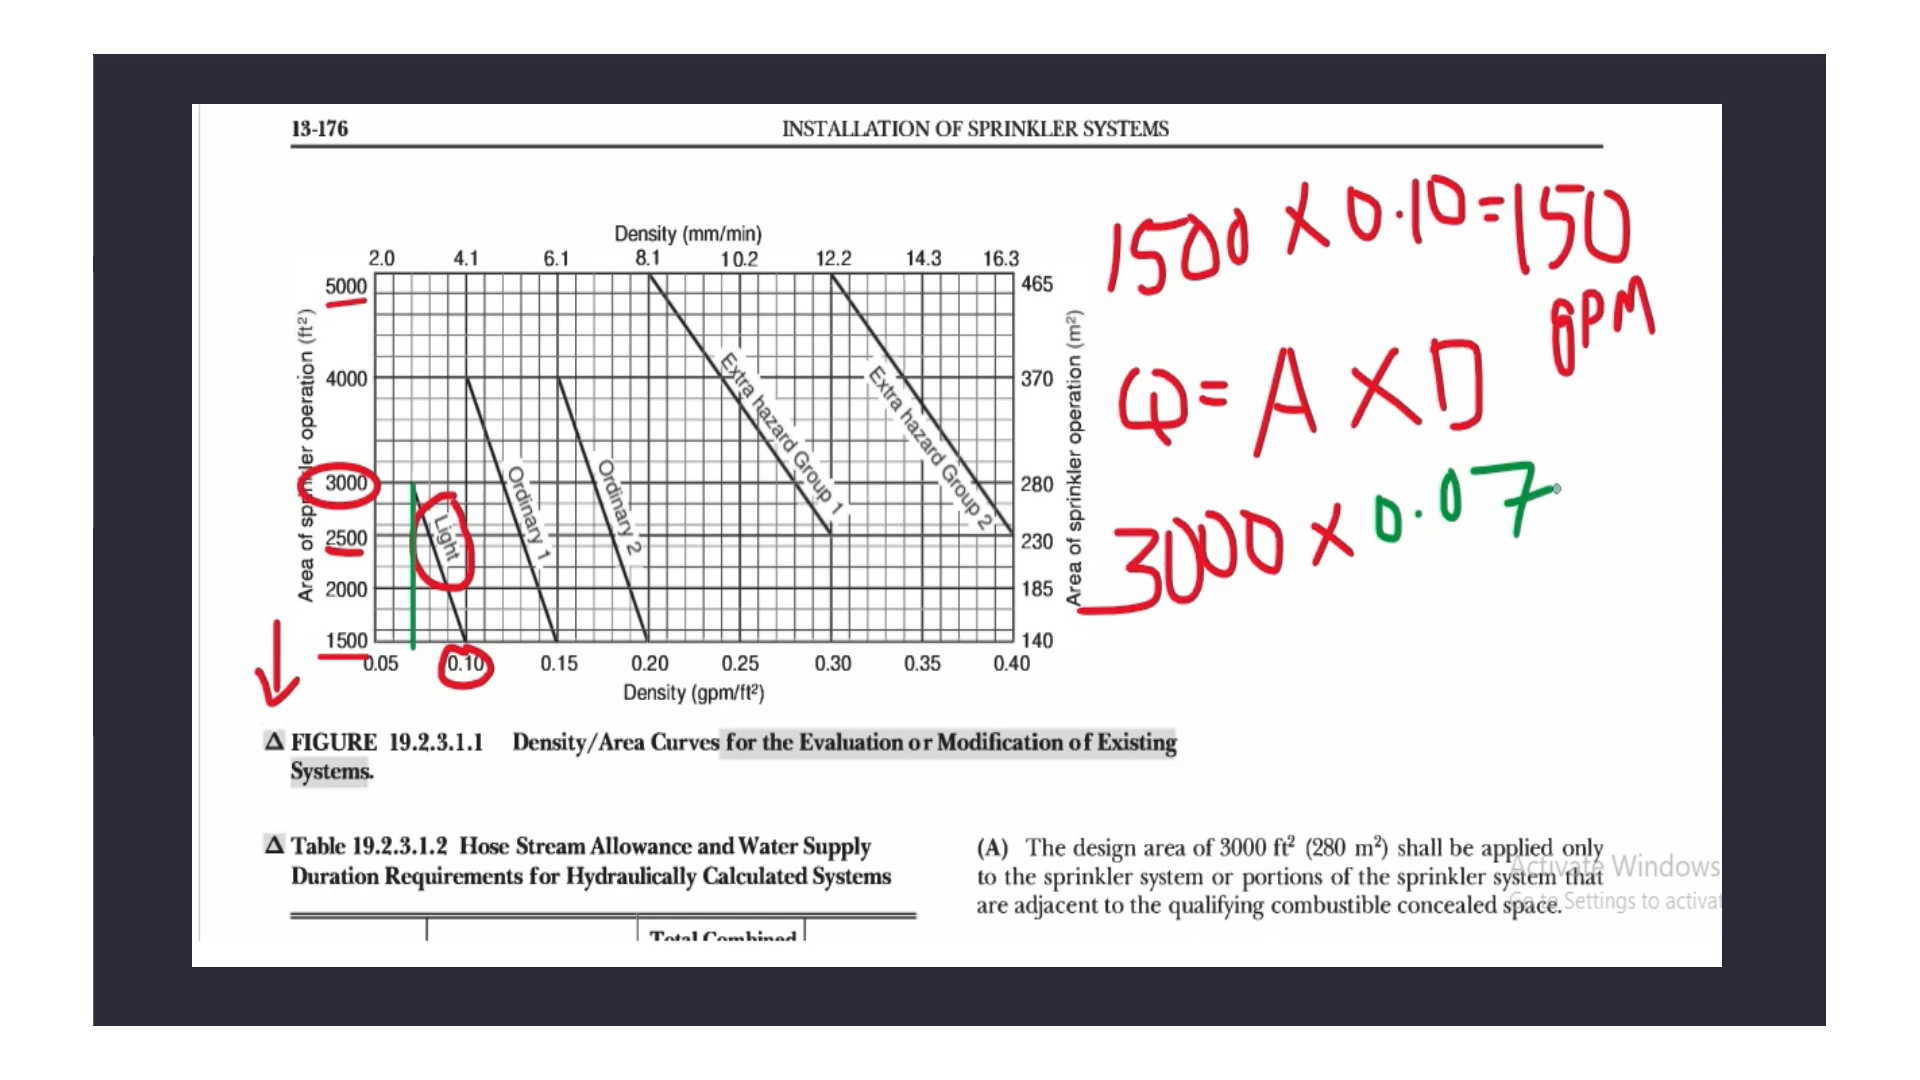 13-176
INSTALLATION OF SPRINKLER SYSTEMS
1500 X 0.10 = 150
gPM
Q = A X D
3000 X 0.07
Density (mm/min)
2.0 4.1 6.1 8.1 10.2 12.2 14.3 16.3
Area of sprinkler operation (ft²)
5000
4000
3000
2500
2000
1500
Light
Ordinary 1
Ordinary 2
Extra hazard Group 1
Extra hazard Group 2
465
370
280
230
185
140
Area of sprinkler operation (m²)
0.05 0.10 0.15 0.20 0.25 0.30 0.35 0.40
Density (gpm/ft²)
Δ FIGURE 19.2.3.1.1 Density/Area Curves for the Evaluation or Modification of Existing
Systems.
Δ Table 19.2.3.1.2 Hose Stream Allowance and Water Supply
Duration Requirements for Hydraulically Calculated Systems
Total Combined
(A) The design area of 3000 ft² (280 m²) shall be applied only
to the sprinkler system or portions of the sprinkler system that
are adjacent to the qualifying combustible concealed space.
Activate Windows
Go to Settings to activat